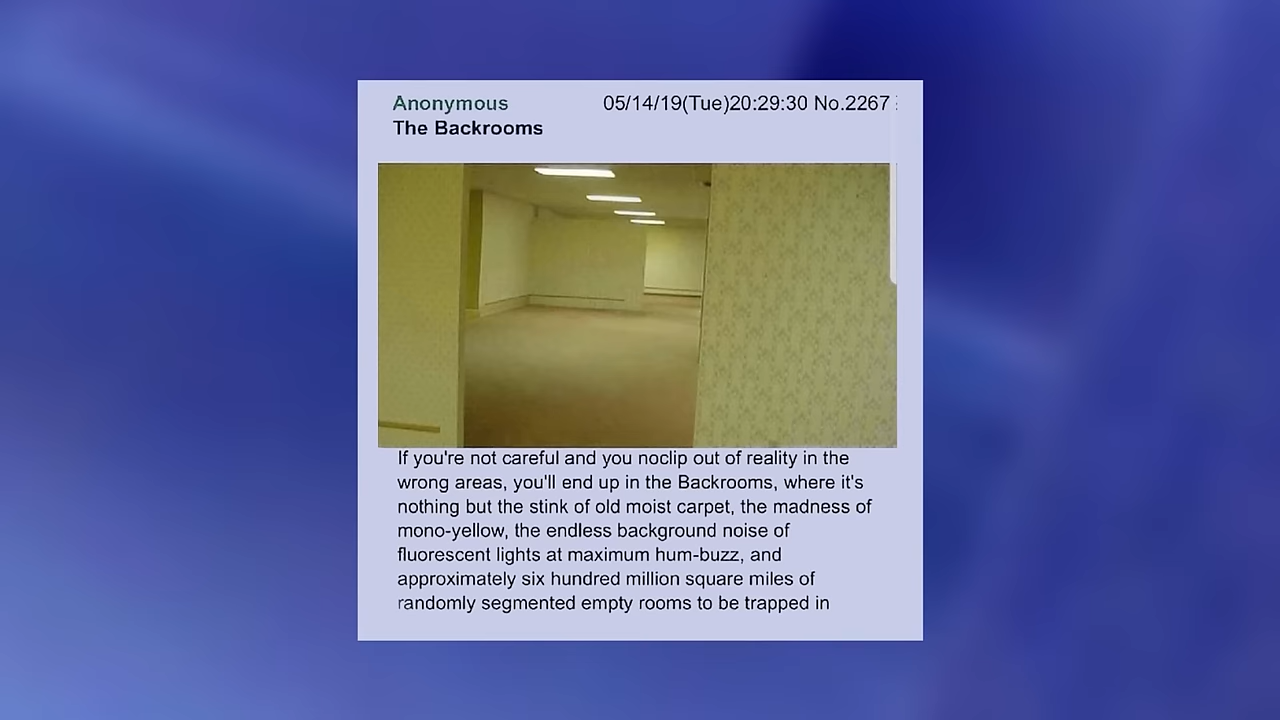 Anonymous 05/14/19(Tue)20:29:30 No.2267
The Backrooms
If you're not careful and you noclip out of reality in the
wrong areas, you'll end up in the Backrooms, where it's
nothing but the stink of old moist carpet, the madness of
mono-yellow, the endless background noise of
fluorescent lights at maximum hum-buzz, and
approximately six hundred million square miles of
randomly segmented empty rooms to be trapped in